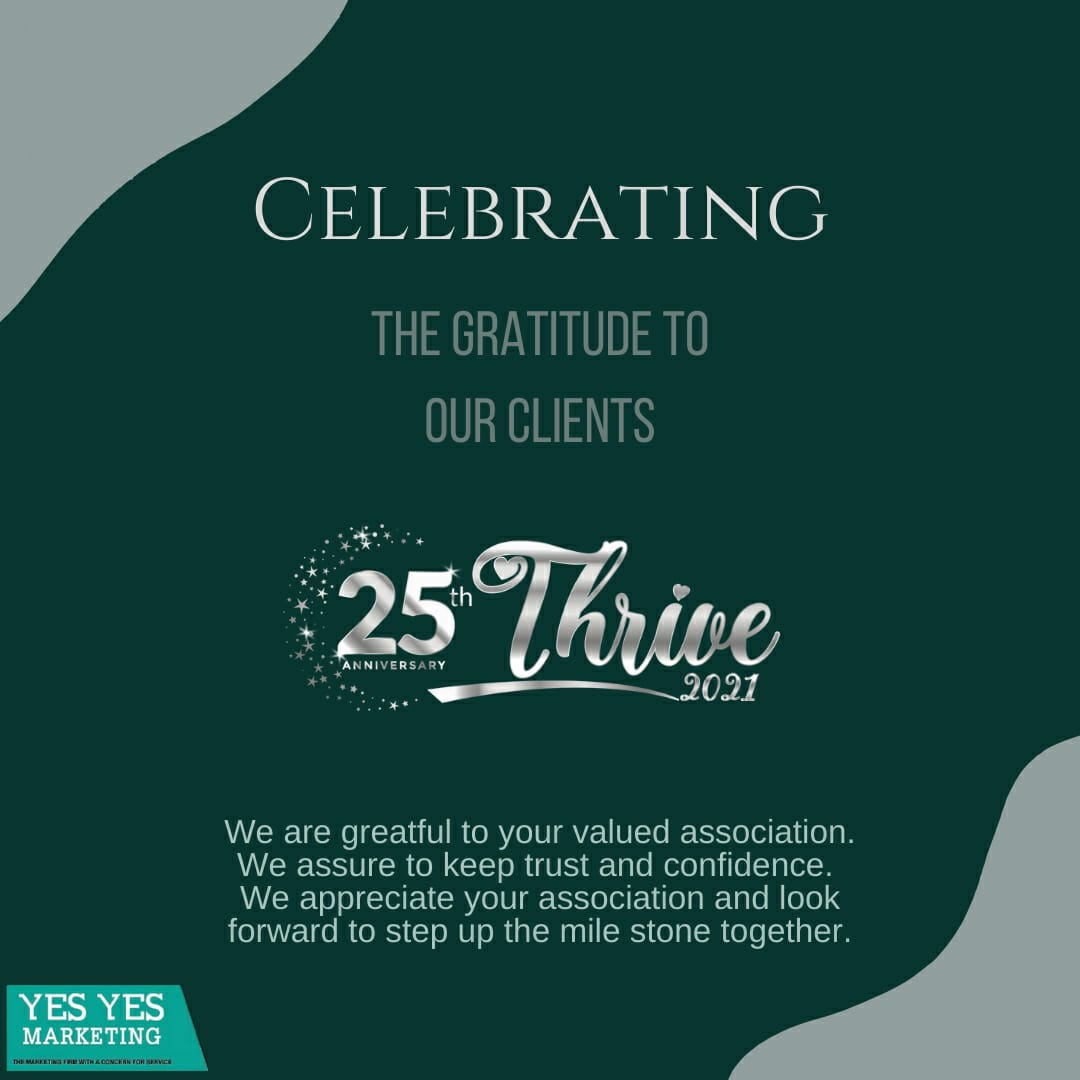 CELEBRATING
THE GRATITUDE TO
OUR CLIENTS
25th Thrive
ANNIVERSARY
2021
We are greatful to your valued association.
We assure to keep trust and confidence.
We appreciate your association and look
forward to step up the mile stone together.
YES YES
MARKETING
THE MARKETING FIRM WITH A CONCERN FOR SERVICE